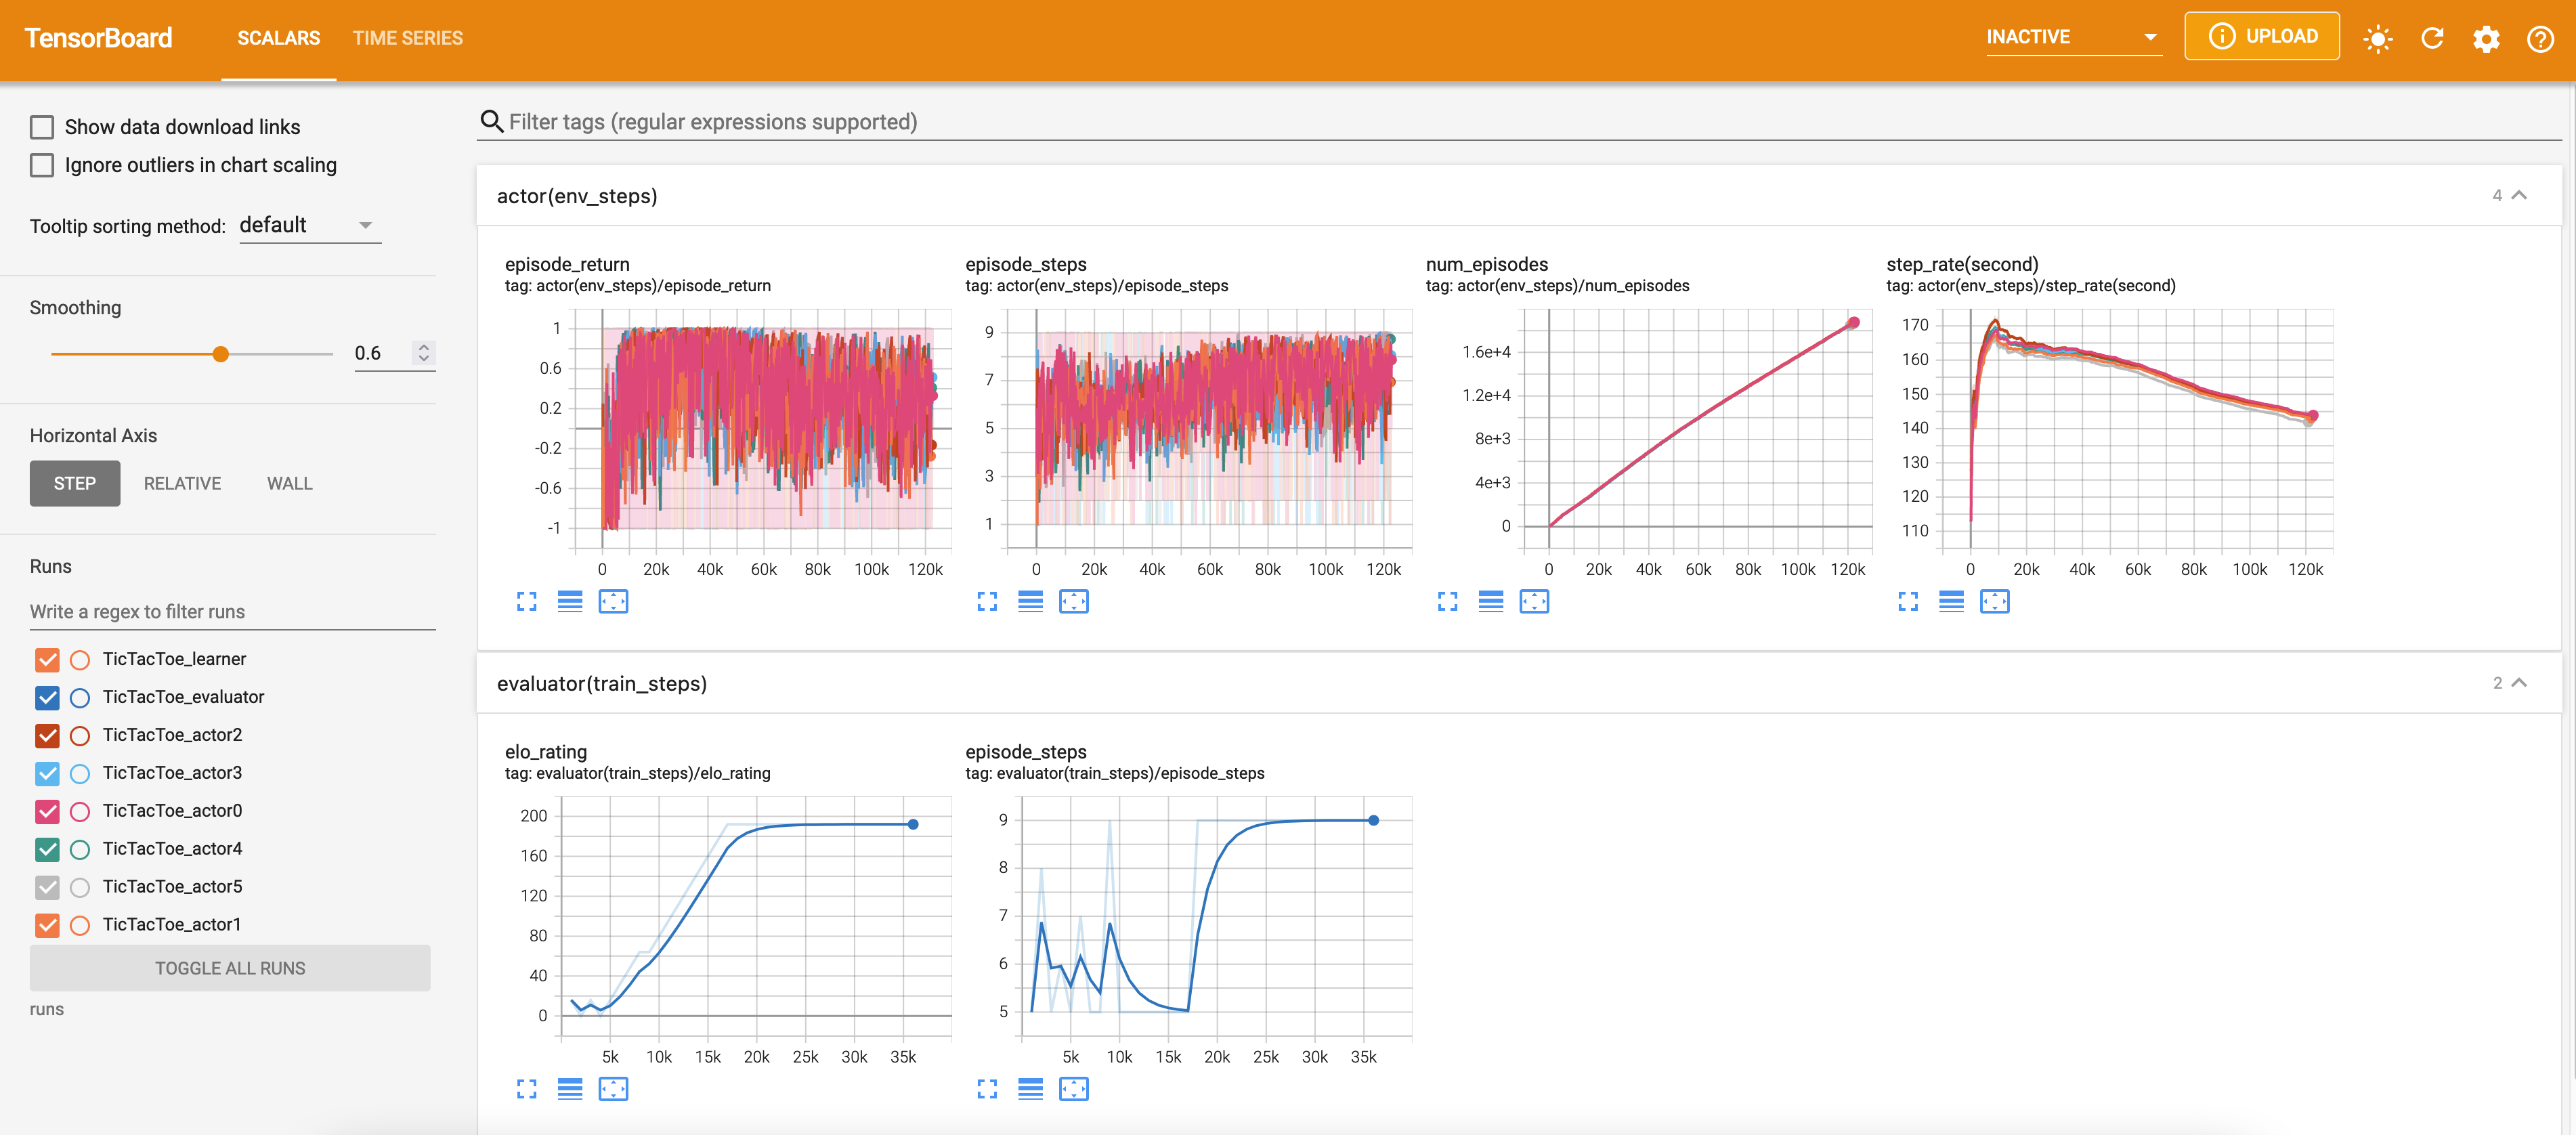 TensorBoard SCALARS TIME SERIES INACTIVE UPLOAD
Show data download links
Ignore outliers in chart scaling
Tooltip sorting method: default
Smoothing
0.6
Horizontal Axis
STEP RELATIVE WALL
Runs
Write a regex to filter runs
TicTacToe_learner
TicTacToe_evaluator
TicTacToe_actor2
TicTacToe_actor3
TicTacToe_actor0
TicTacToe_actor4
TicTacToe_actor5
TicTacToe_actor1
TOGGLE ALL RUNS
runs
Filter tags (regular expressions supported)
actor(env_steps) 4
episode_return
tag: actor(env_steps)/episode_return
1
0.6
0.2
-0.2
-0.6
-1
0 20k 40k 60k 80k 100k 120k
episode_steps
tag: actor(env_steps)/episode_steps
9
7
5
3
1
0 20k 40k 60k 80k 100k 120k
num_episodes
tag: actor(env_steps)/num_episodes
1.6e+4
1.2e+4
8e+3
4e+3
0
0 20k 40k 60k 80k 100k 120k
step_rate(second)
tag: actor(env_steps)/step_rate(second)
170
160
150
140
130
120
110
0 20k 40k 60k 80k 100k 120k
evaluator(train_steps) 2
elo_rating
tag: evaluator(train_steps)/elo_rating
200
160
120
80
40
0
5k 10k 15k 20k 25k 30k 35k
episode_steps
tag: evaluator(train_steps)/episode_steps
9
8
7
6
5
5k 10k 15k 20k 25k 30k 35k